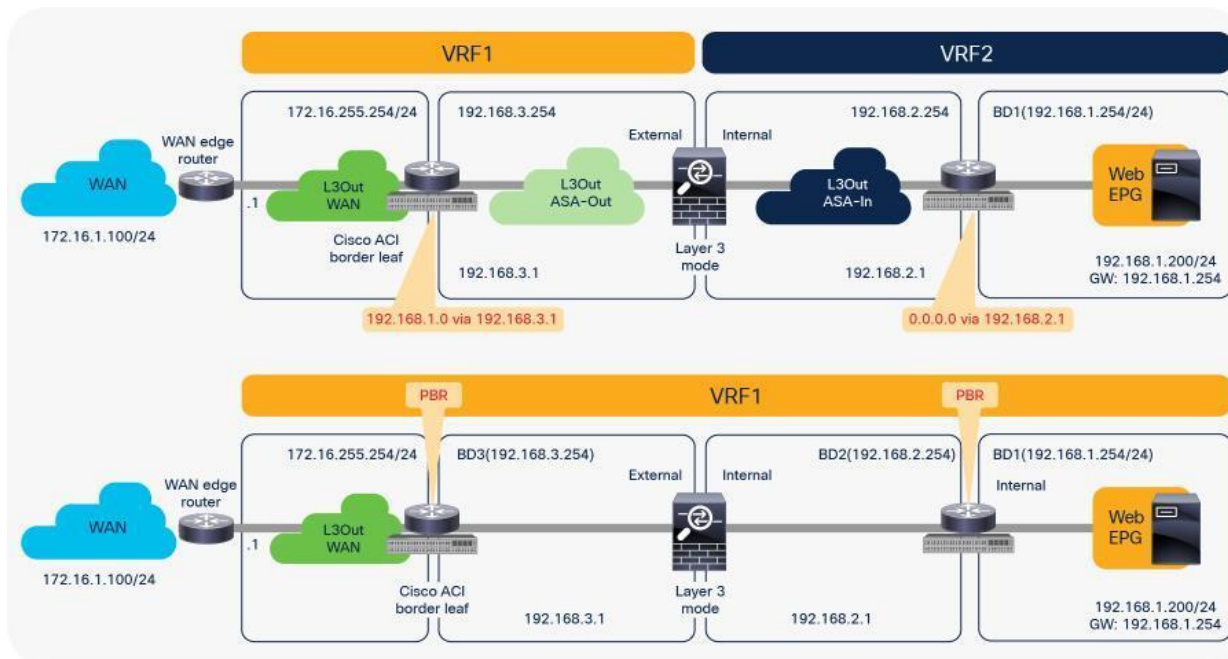 VRF1
VRF2
172.16.255.254/24
192.168.3.254
192.168.2.254
BD1(192.168.1.254/24)
WAN edge
router
External
Internal
WAN
L3Out
WAN
L3Out
ASA-Out
L3Out
ASA-In
Web
EPG
.1
172.16.1.100/24
Cisco ACI
border leaf
192.168.3.1
Layer 3
mode
192.168.2.1
192.168.1.200/24
GW: 192.168.1.254
192.168.1.0 via 192.168.3.1
0.0.0.0 via 192.168.2.1
PBR
VRF1
PBR
172.16.255.254/24
BD3(192.168.3.254)
BD2(192.168.2.254)
BD1(192.168.1.254/24)
WAN edge
router
External
Internal
Internal
WAN
L3Out
WAN
Web
EPG
.1
172.16.1.100/24
Cisco ACI
border leaf
192.168.3.1
Layer 3
mode
192.168.2.1
192.168.1.200/24
GW: 192.168.1.254